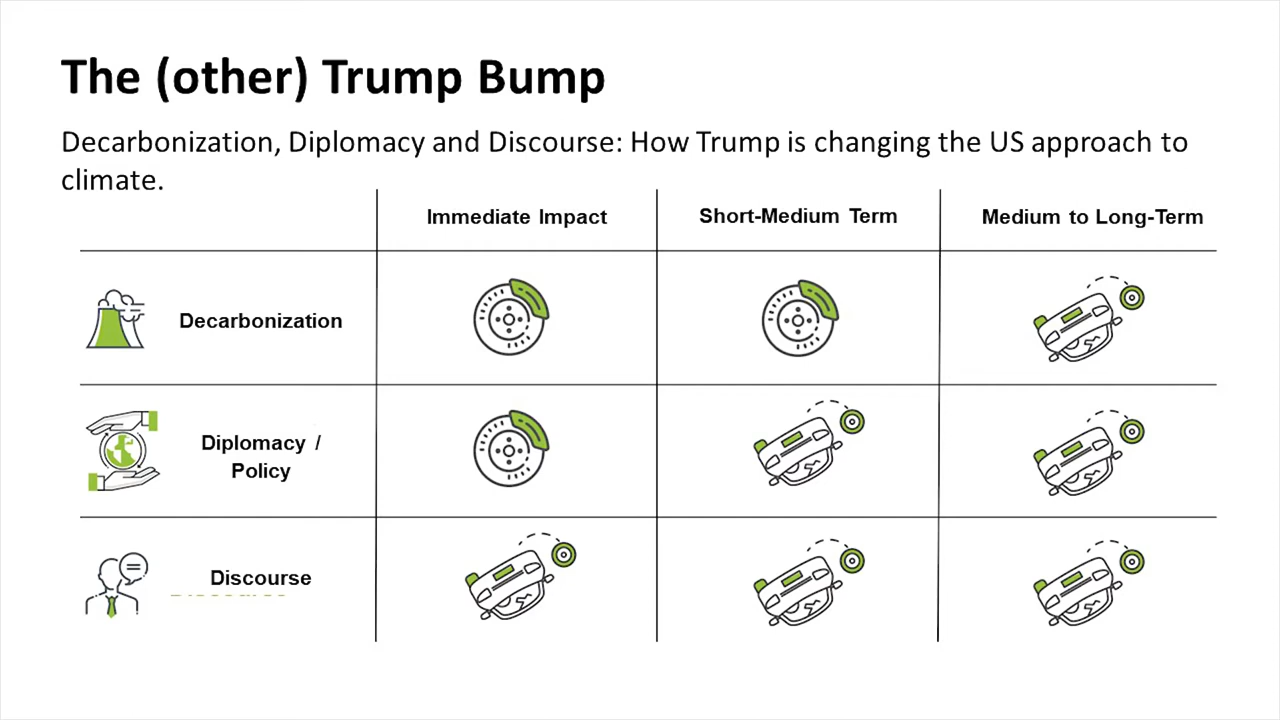 The (other) Trump Bump
Decarbonization, Diplomacy and Discourse: How Trump is changing the US approach to
climate.
Immediate Impact
Short-Medium Term
Medium to Long-Term
Decarbonization
Diplomacy /
Policy
Discourse